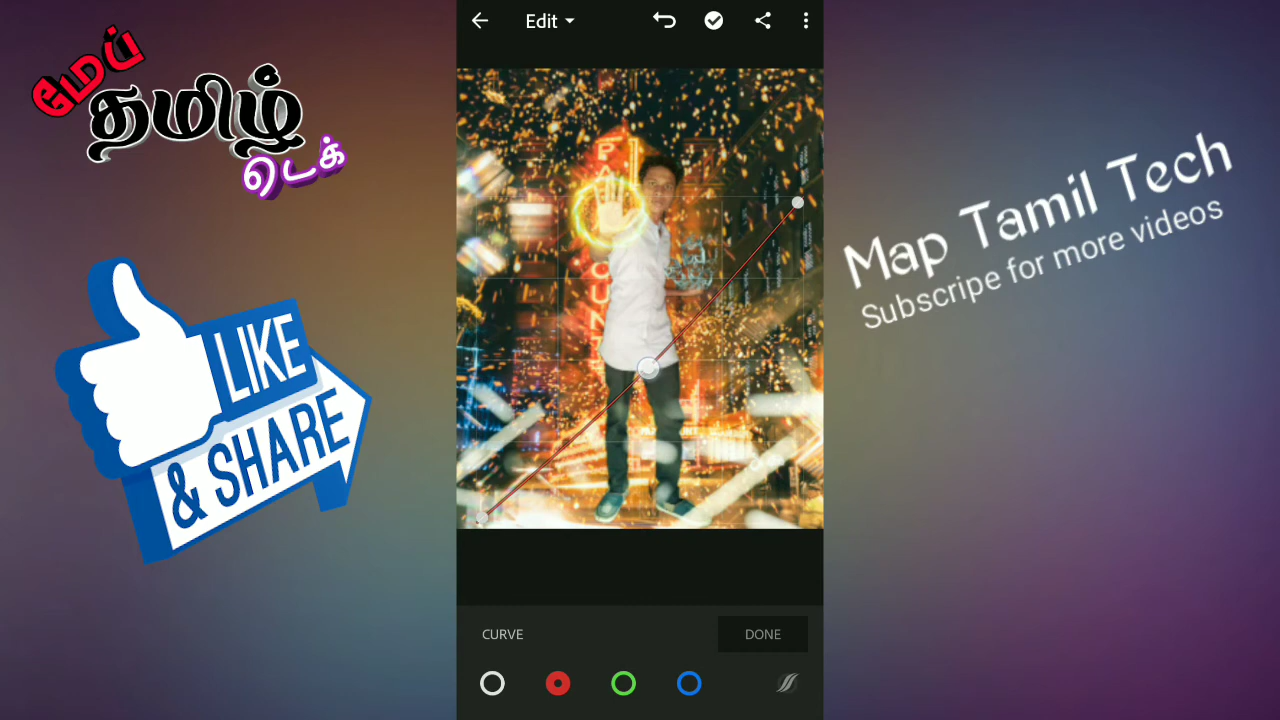 மேப்
தமிழ்
டெக்
LIKE
& SHARE
Edit
CURVE
DONE
Map Tamil Tech
Subscripe for more videos